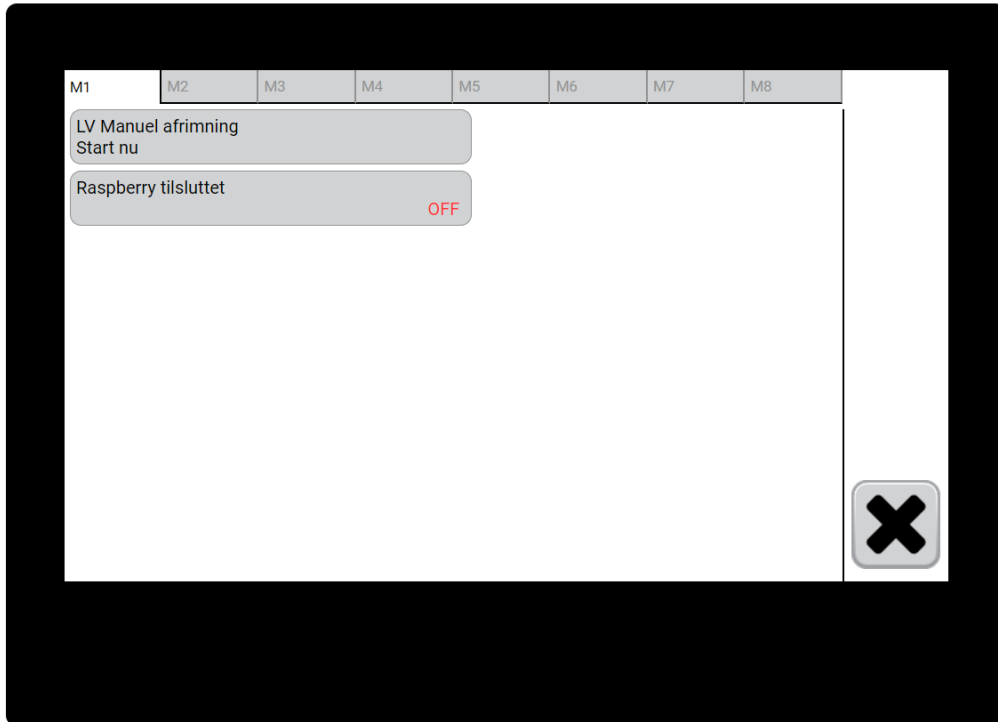 M1 M2 M3 M4 M5 M6 M7 M8
LV Manuel afrimning
Start nu
Raspberry tilsluttet
OFF